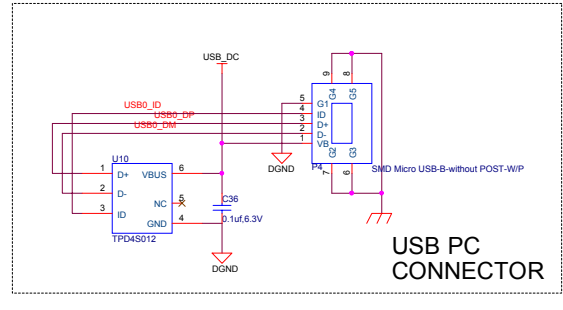 USB_DC
9
8
G4
G5
5
G1
USB0_ID
4
ID
USB0_DP
3
D+
USB0_DM
2
D-
1
VB
G2
G3
U10
DGND
P4
7
6
SMD Micro USB-B-without POST-W/P
1
D+
VBUS
6
2
D-
NC
5
C36
3
ID
GND
4
0.1uf,6.3V
TPD4S012
DGND
USB PC
CONNECTOR